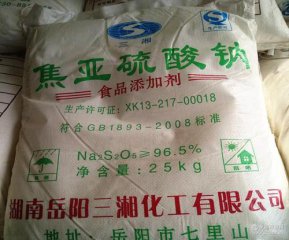 三湘
焦亚硫酸钠
食品添加剂
生产许可证：XK13-217-00018
符合GB1893-2008标准
Na₂S₂O₅≥96.5%
净含量：25kg
湖南岳阳三湘化工有限公司
地址：岳阳市七里山